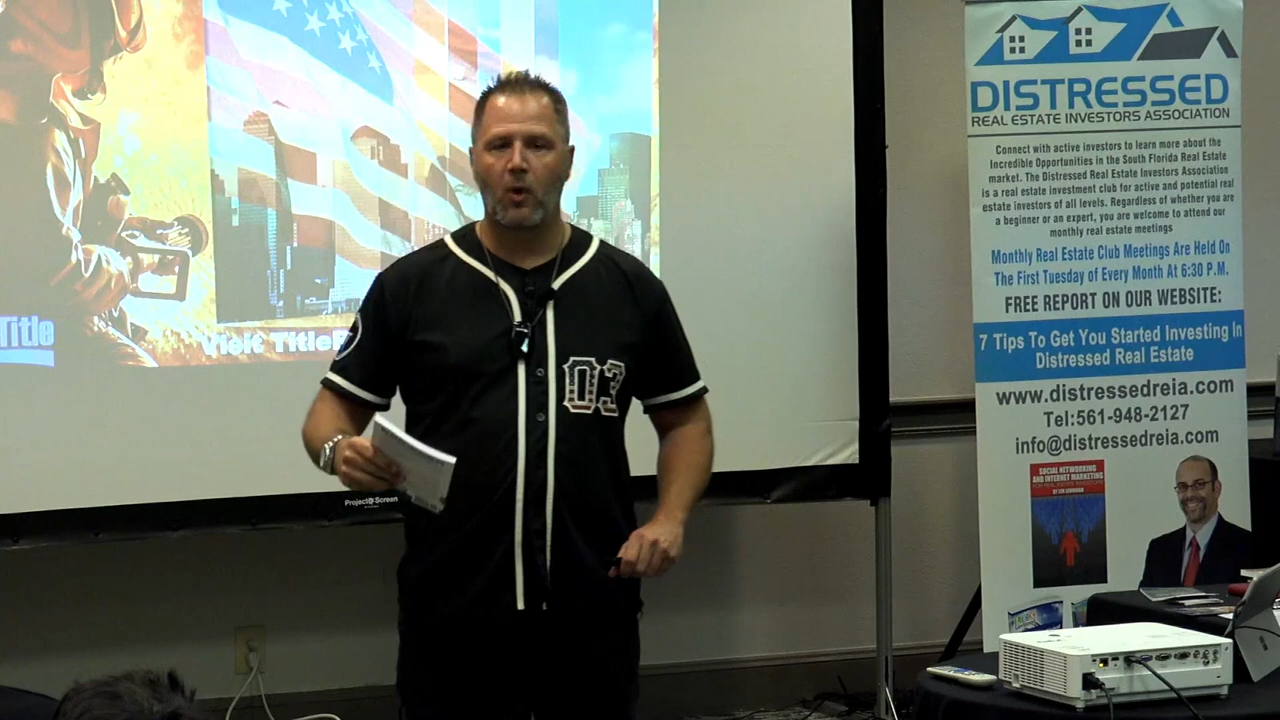 Title
Visit Title
03
Project Screen
DISTRESSED
REAL ESTATE INVESTORS ASSOCIATION
Connect with active investors to learn more about the
Incredible Opportunities in the South Florida Real Estate
market. The Distressed Real Estate Investors Association
is a real estate investment club for active and potential real
estate investors of all levels. Regardless of whether you are
a beginner or an expert, you are welcome to attend our
monthly real estate meetings
Monthly Real Estate Club Meetings Are Held On
The First Tuesday of Every Month At 6:30 P.M.
FREE REPORT ON OUR WEBSITE:
7 Tips To Get You Started Investing In
Distressed Real Estate
www.distressedreia.com
Tel:561-948-2127
info@distressedreia.com
SOCIAL NETWORKING
AND INTERNET MARKETING
FOR REAL ESTATE INVESTORS